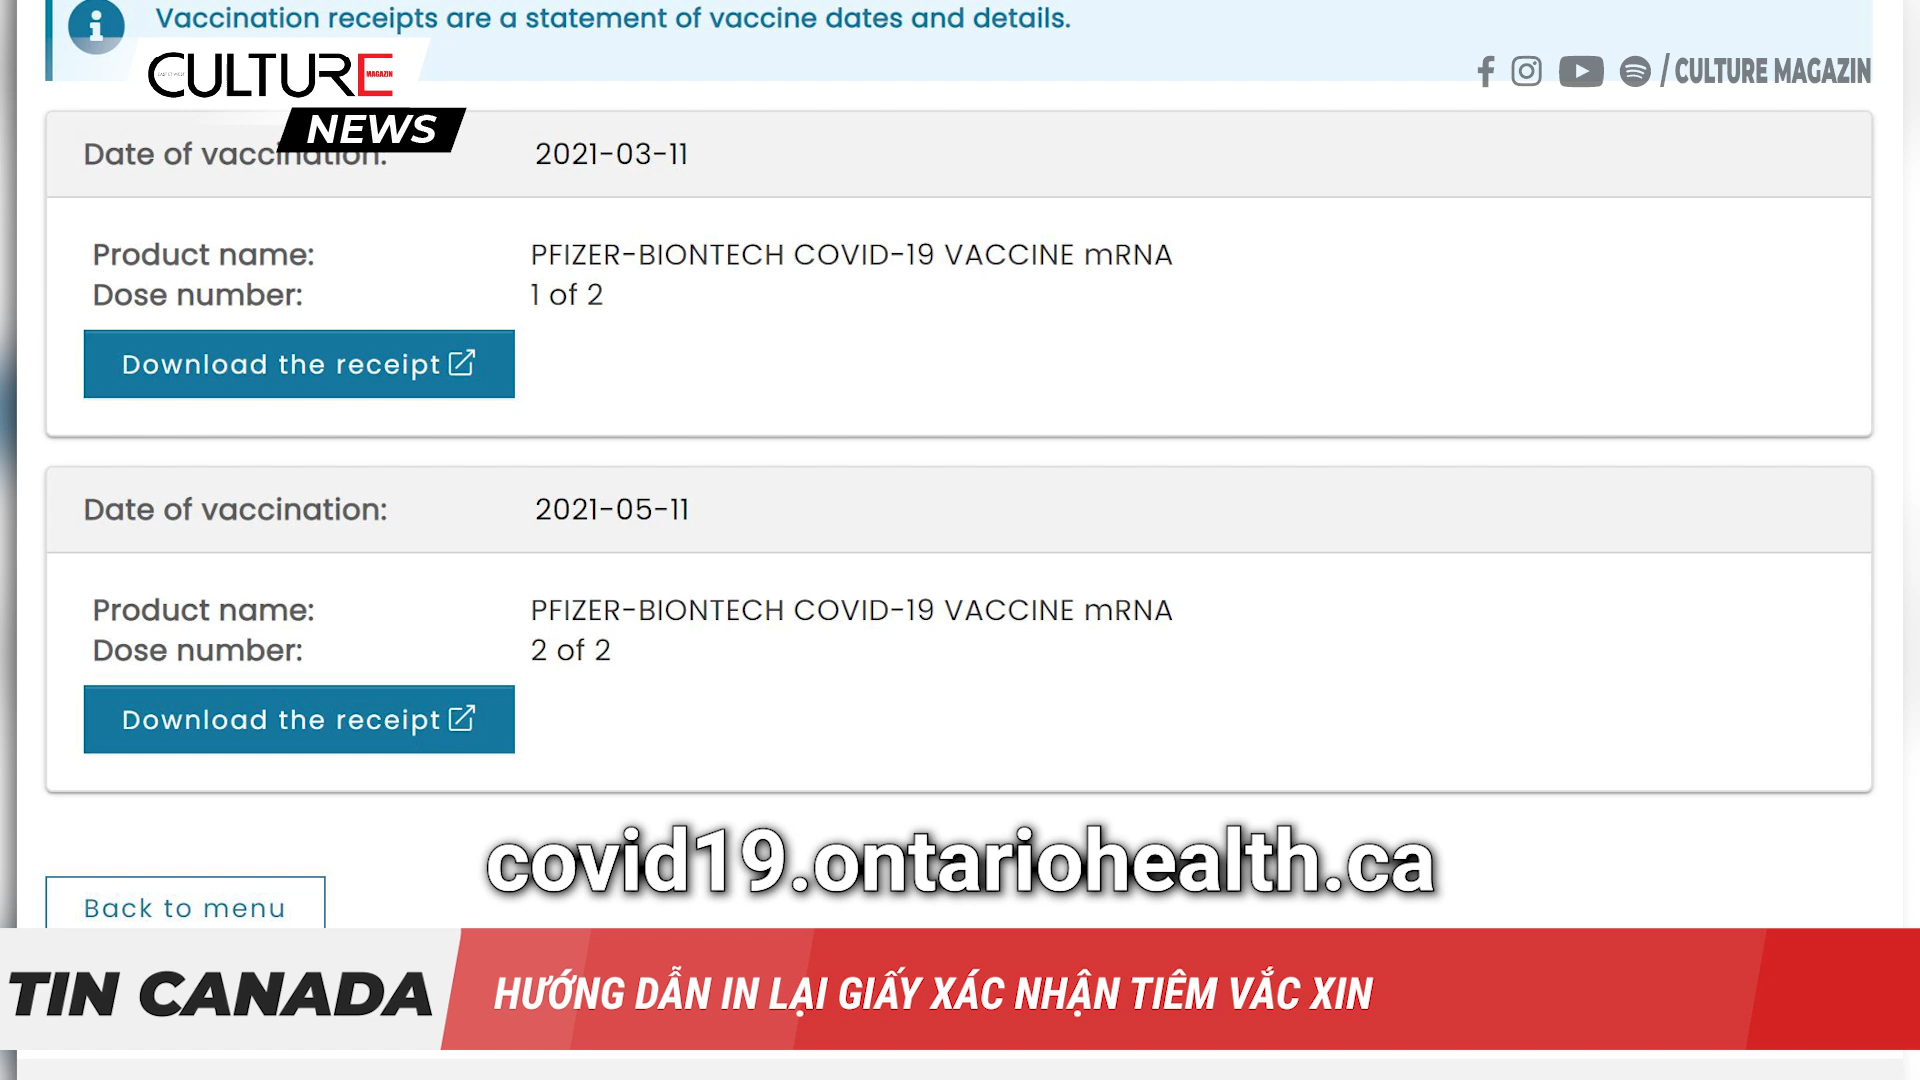 Vaccination receipts are a statement of vaccine dates and details.
CULTURE
MAGAZIN
NEWS
/ CULTURE MAGAZIN
Date of vaccination:
2021-03-11
Product name:
PFIZER-BIONTECH COVID-19 VACCINE mRNA
Dose number:
1 of 2
Download the receipt
Date of vaccination:
2021-05-11
Product name:
PFIZER-BIONTECH COVID-19 VACCINE mRNA
Dose number:
2 of 2
Download the receipt
covid19.ontariohealth.ca
Back to menu
TIN CANADA
HƯỚNG DẪN IN LẠI GIẤY XÁC NHẬN TIÊM VẮC XIN